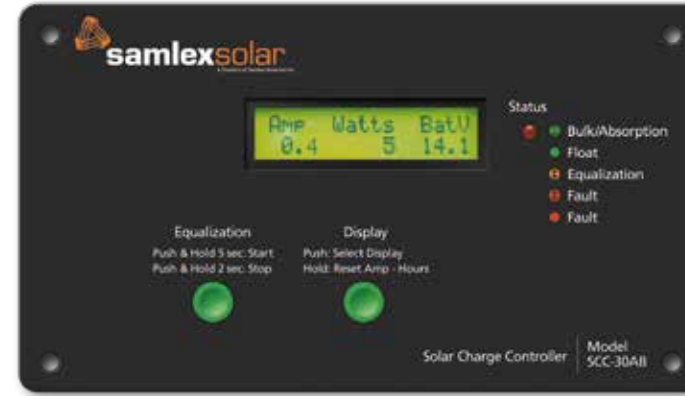 samlexsolar
Amp Watts BatV
0.4 5 14.1
Status
Bulk/Absorption
Float
Equalization
Fault
Fault
Equalization
Push & Hold 5 sec: Start
Push & Hold 2 sec: Stop
Display
Push: Select Display
Hold: Reset Amp - Hours
Solar Charge Controller
Model
SCC-30AB